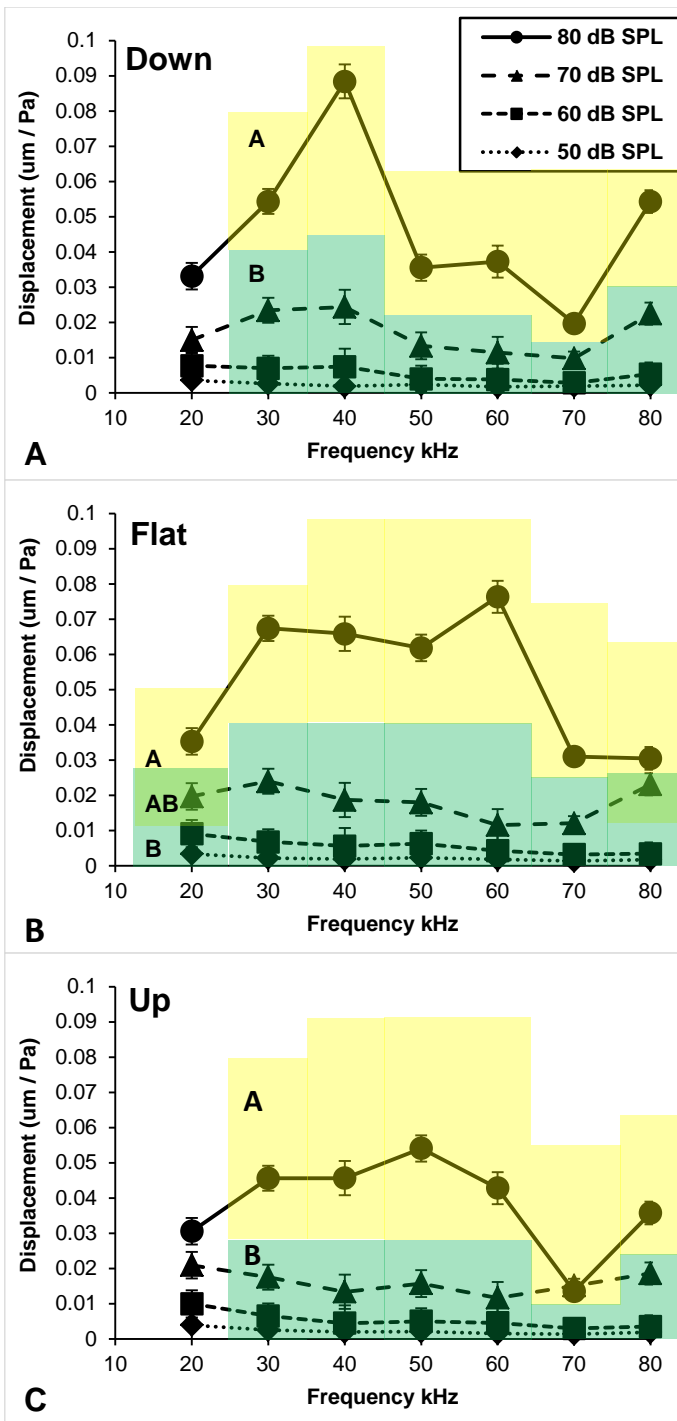 Down
80 dB SPL
70 dB SPL
60 dB SPL
50 dB SPL
Displacement (um / Pa)
0.1
0.09
0.08
0.07
0.06
0.05
0.04
0.03
0.02
0.01
0
A
B
10 20 30 40 50 60 70 80
Frequency kHz
A
Flat
Displacement (um / Pa)
0.1
0.09
0.08
0.07
0.06
0.05
0.04
0.03
0.02
0.01
0
A
AB
B
10 20 30 40 50 60 70 80
Frequency kHz
B
Up
Displacement (um / Pa)
0.1
0.09
0.08
0.07
0.06
0.05
0.04
0.03
0.02
0.01
0
A
B
10 20 30 40 50 60 70 80
Frequency kHz
C